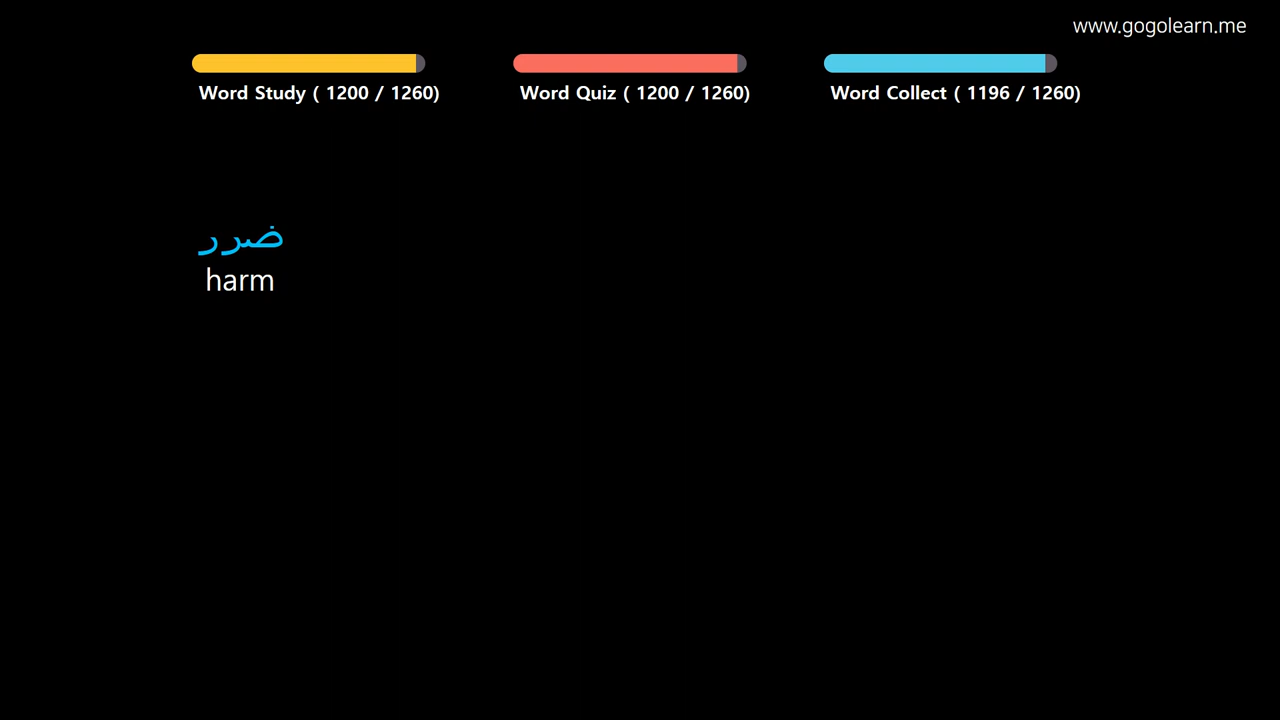 www.gogolearn.me
Word Study ( 1200 / 1260)
Word Quiz ( 1200 / 1260)
Word Collect ( 1196 / 1260)
ضرر
harm